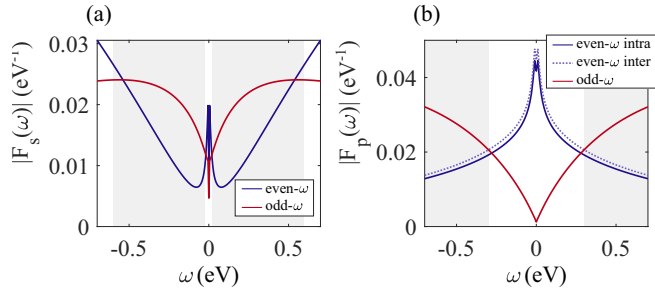 (a)
|F_s(ω)| (eV⁻¹)
0.03
0.02
0.01
0
-0.5
0
0.5
ω (eV)
even-ω
odd-ω
(b)
|F_p(ω)| (eV⁻¹)
0.04
0.02
0
-0.5
0
0.5
ω (eV)
even-ω intra
even-ω inter
odd-ω